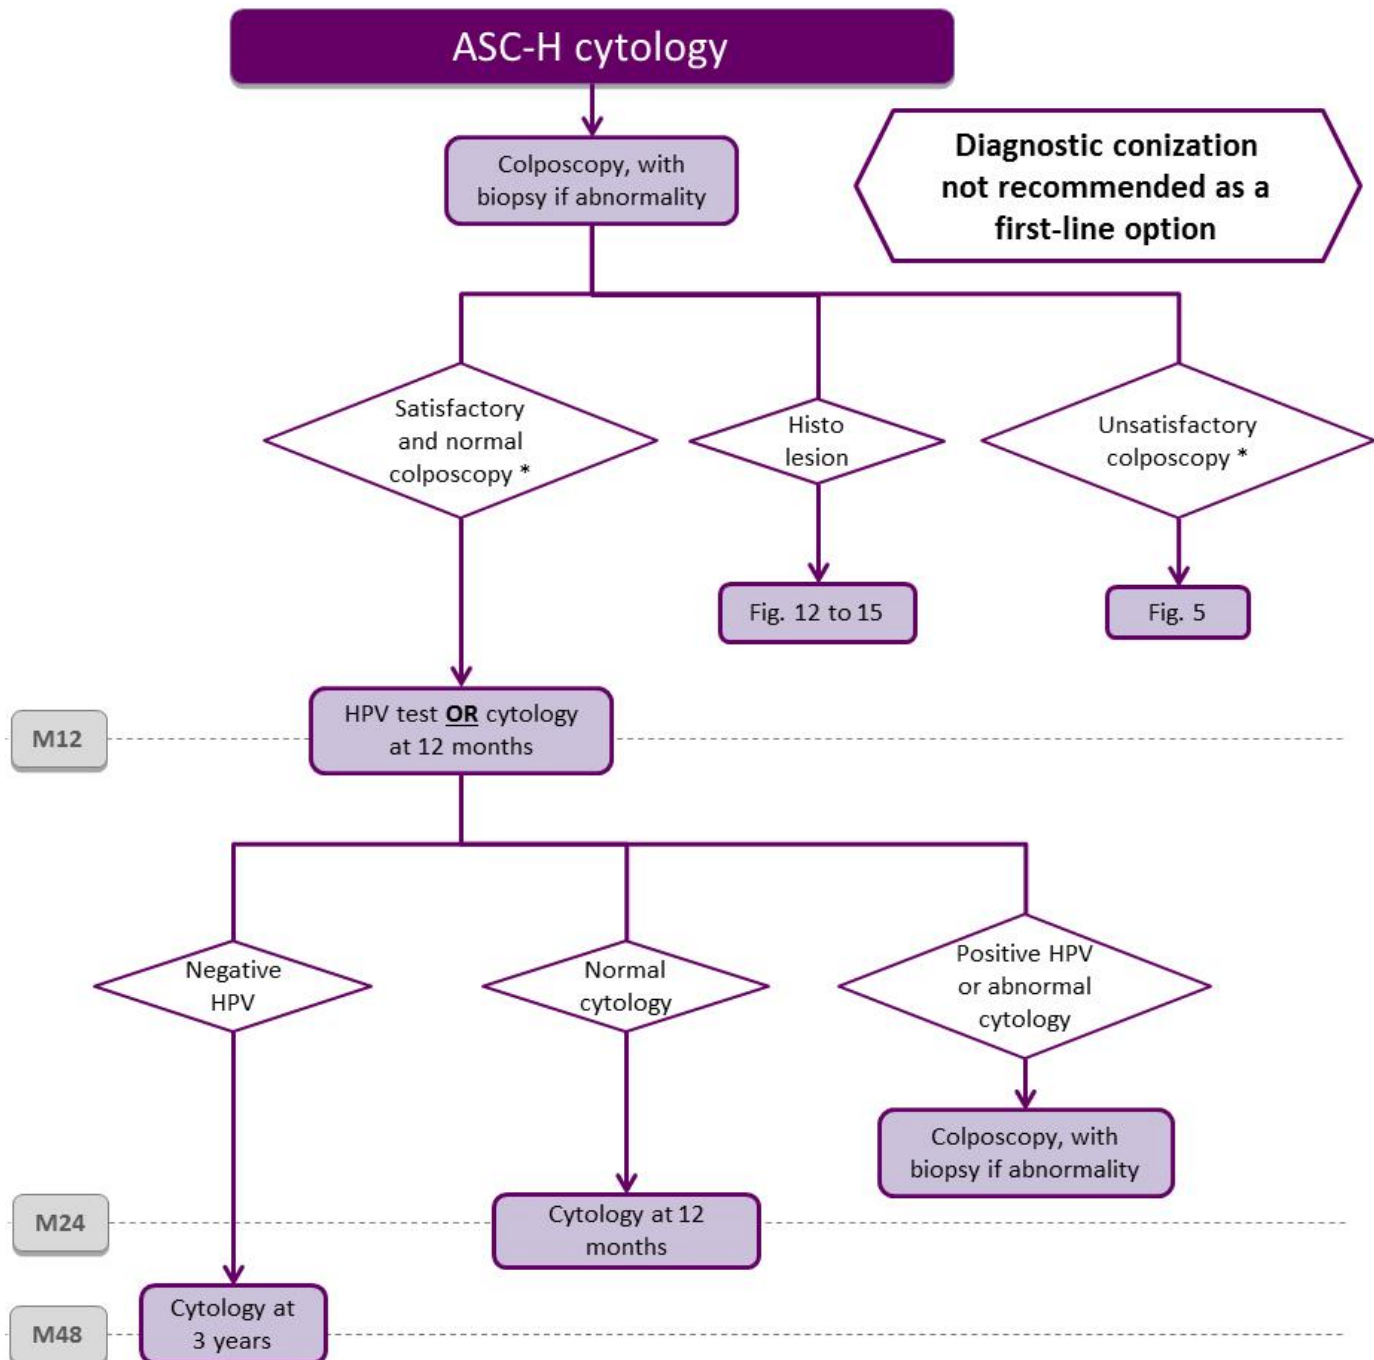 ASC-H cytology
Colposcopy, with
biopsy if abnormality
Diagnostic conization
not recommended as a
first-line option
Satisfactory
and normal
colposcopy *
Histo
lesion
Unsatisfactory
colposcopy *
Fig. 12 to 15
Fig. 5
M12
HPV test OR cytology
at 12 months
Negative
HPV
Normal
cytology
Positive HPV
or abnormal
cytology
Colposcopy, with
biopsy if abnormality
M24
Cytology at 12
months
M48
Cytology at
3 years